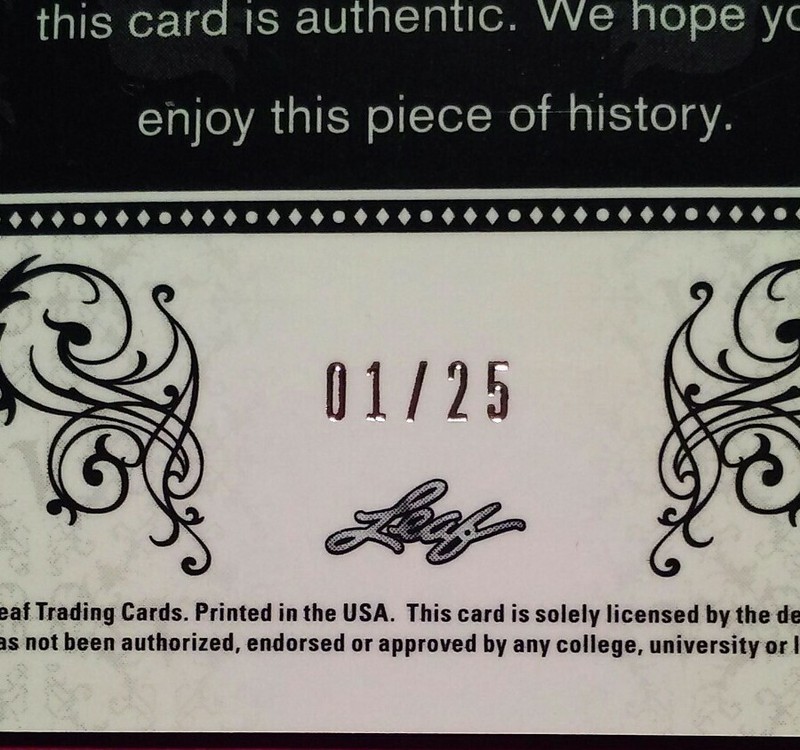 this card is authentic. We hope yo
enjoy this piece of history.
01/25
Leaf
eaf Trading Cards. Printed in the USA. This card is solely licensed by the de
as not been authorized, endorsed or approved by any college, university or l